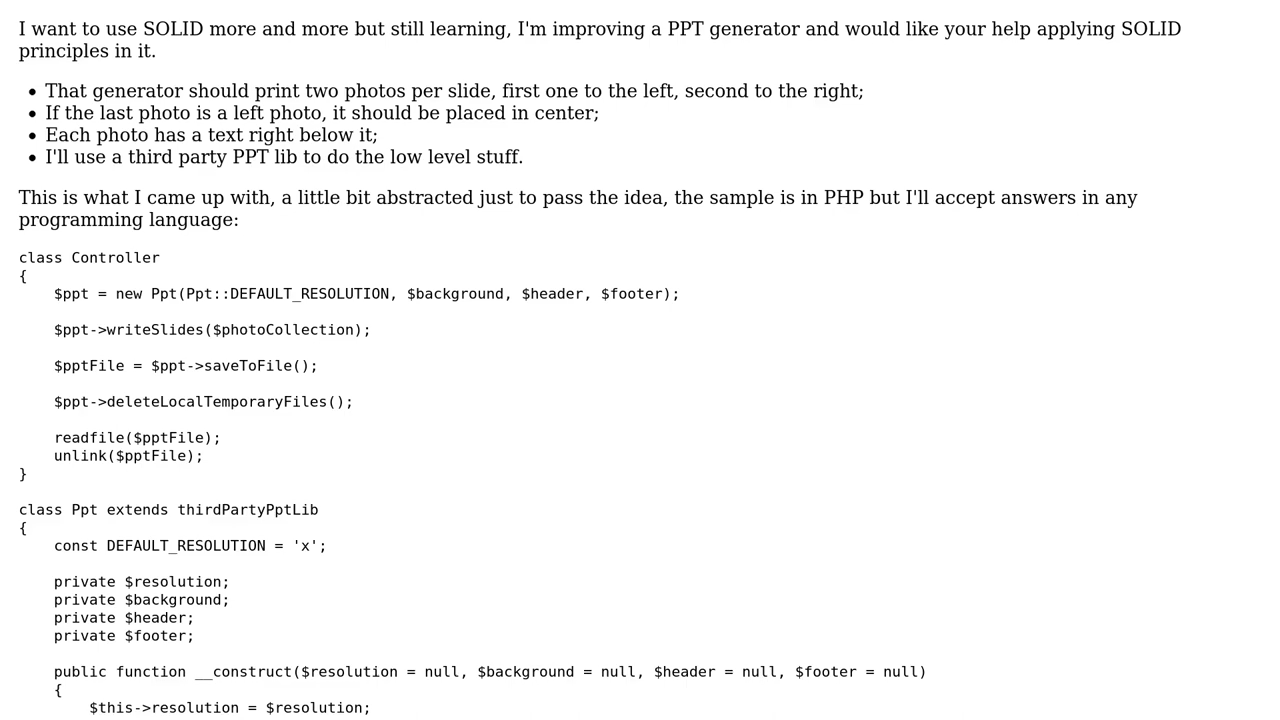 I want to use SOLID more and more but still learning, I'm improving a PPT generator and would like your help applying SOLID
principles in it.
• That generator should print two photos per slide, first one to the left, second to the right;
• If the last photo is a left photo, it should be placed in center;
• Each photo has a text right below it;
• I'll use a third party PPT lib to do the low level stuff.
This is what I came up with, a little bit abstracted just to pass the idea, the sample is in PHP but I'll accept answers in any
programming language:
class Controller
{
    $ppt = new Ppt(Ppt::DEFAULT_RESOLUTION, $background, $header, $footer);
    $ppt->writeSlides($photoCollection);
    $pptFile = $ppt->saveToFile();
    $ppt->deleteLocalTemporaryFiles();
    readfile($pptFile);
    unlink($pptFile);
}
class Ppt extends thirdPartyPptLib
{
    const DEFAULT_RESOLUTION = 'x';
    private $resolution;
    private $background;
    private $header;
    private $footer;
    public function __construct($resolution = null, $background = null, $header = null, $footer = null)
    {
        $this->resolution = $resolution;